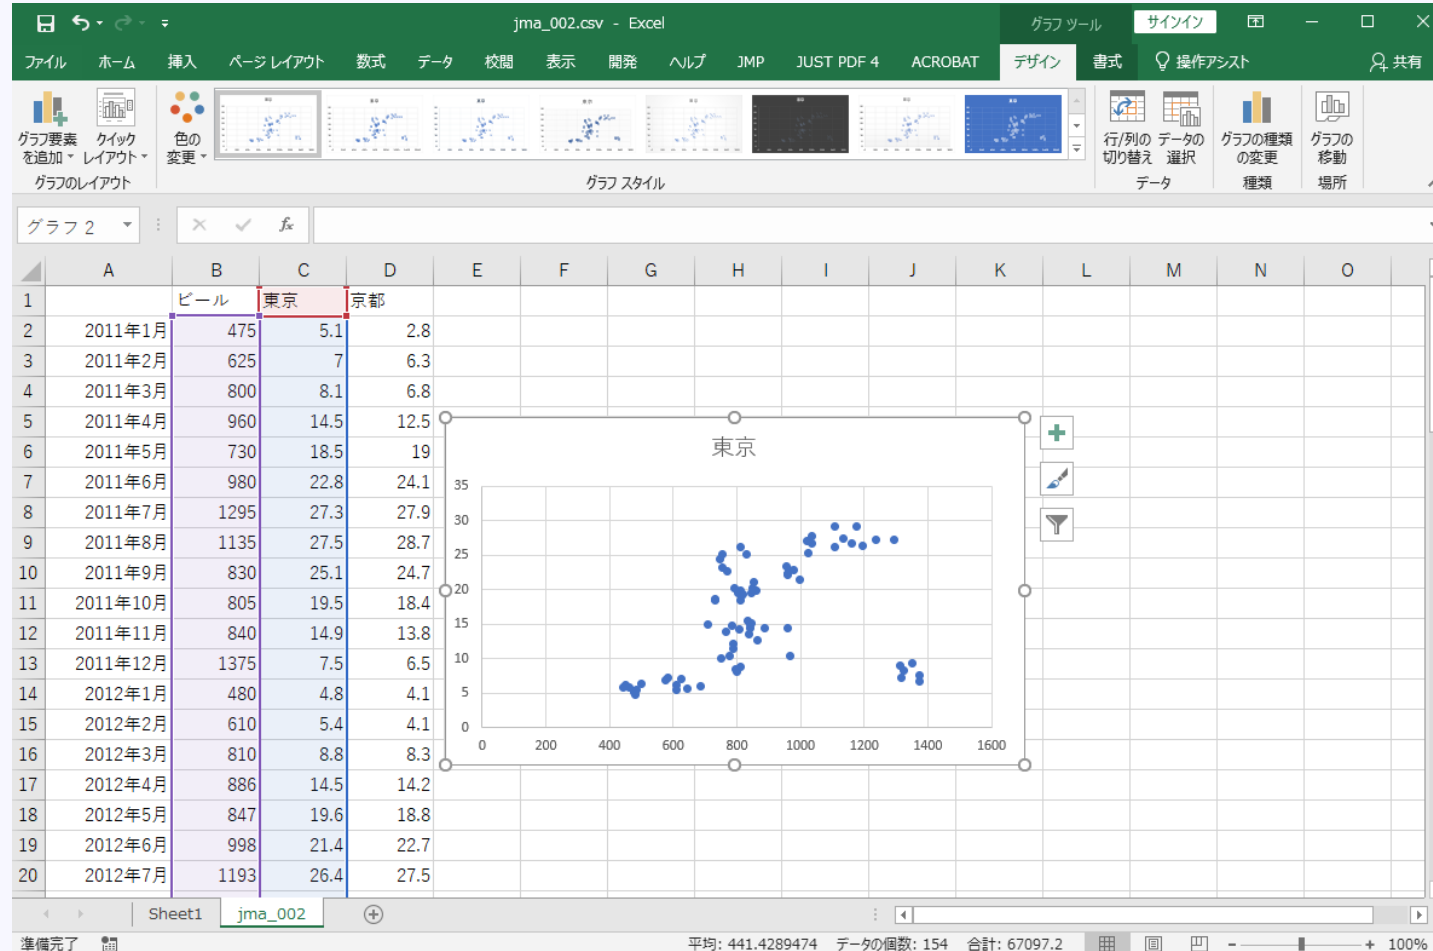 jma_002.csv - Excel
グラフ ツール
サインイン
ファイル ホーム 挿入 ページ レイアウト 数式 データ 校閲 表示 開発 ヘルプ JMP JUST PDF 4 ACROBAT デザイン 書式 操作アシスト 共有
グラフ要素を追加
クイックレイアウト
色の変更
行/列の切り替え
データの選択
グラフの種類の変更
グラフの移動
グラフのレイアウト グラフ スタイル データ 種類 場所
グラフ 2
fx
A B C D E F G H I J K L M N O
1 ビール 東京 京都
2 2011年1月 475 5.1 2.8
3 2011年2月 625 7 6.3
4 2011年3月 800 8.1 6.8
5 2011年4月 960 14.5 12.5
6 2011年5月 730 18.5 19
7 2011年6月 980 22.8 24.1
8 2011年7月 1295 27.3 27.9
9 2011年8月 1135 27.5 28.7
10 2011年9月 830 25.1 24.7
11 2011年10月 805 19.5 18.4
12 2011年11月 840 14.9 13.8
13 2011年12月 1375 7.5 6.5
14 2012年1月 480 4.8 4.1
15 2012年2月 610 5.4 4.1
16 2012年3月 810 8.8 8.3
17 2012年4月 886 14.5 14.2
18 2012年5月 847 19.6 18.8
19 2012年6月 998 21.4 22.7
20 2012年7月 1193 26.4 27.5
東京
35
30
25
20
15
10
5
0
0 200 400 600 800 1000 1200 1400 1600
Sheet1 jma_002
準備完了 平均: 441.4289474 データの個数: 154 合計: 67097.2 100%